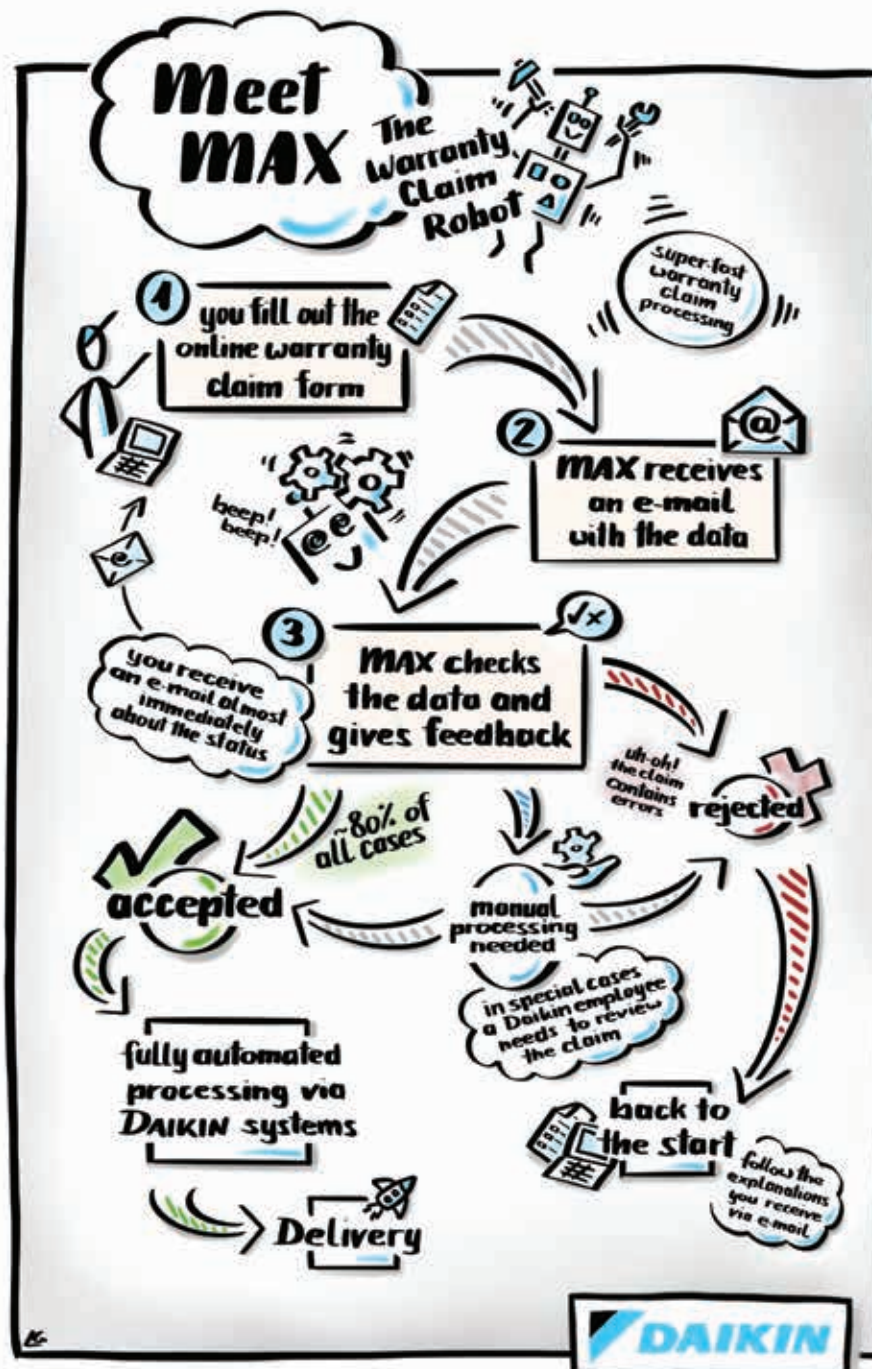 Meet
MAX
The
Warranty
Claim
Robot
super-fast
warranty
claim
processing
1
you fill out the
online warranty
claim form
2
@
MAX receives
an e-mail
with the data
beep!
beep!
@@
e
3
√x
MAX checks
the data and
gives feedback
you receive
an e-mail almost
immediately
about the status
~80% of
all cases
uh-oh!
the claim
contains
errors
rejected
accepted
manual
processing
needed
in special cases
a Daikin employee
needs to review
the claim
fully automated
processing via
DAIKIN systems
back to
the start
follow the
explanations
you receive
via e-mail
Delivery
DAIKIN